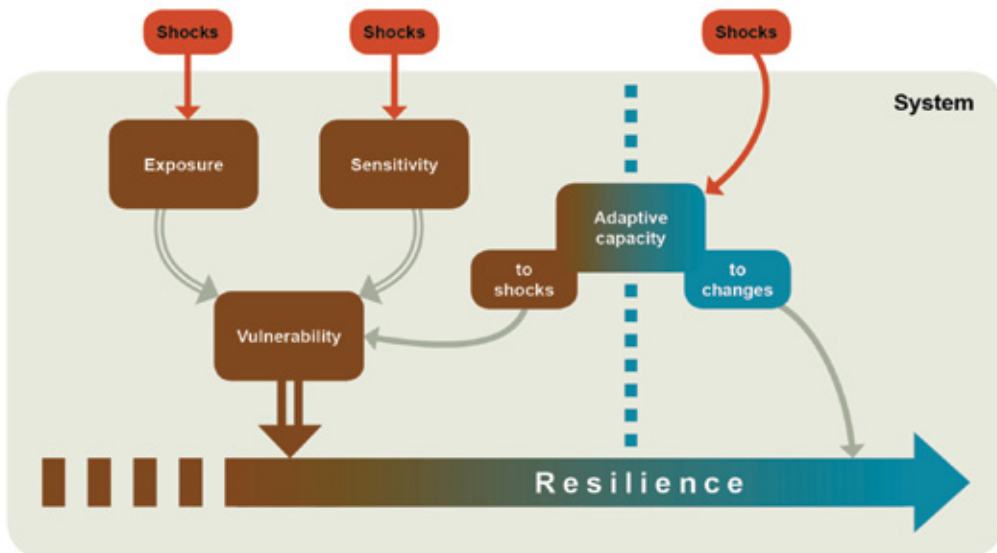 Shocks
Shocks
Shocks
System
Exposure
Sensitivity
Adaptive
capacity
to
shocks
to
changes
Vulnerability
Resilience